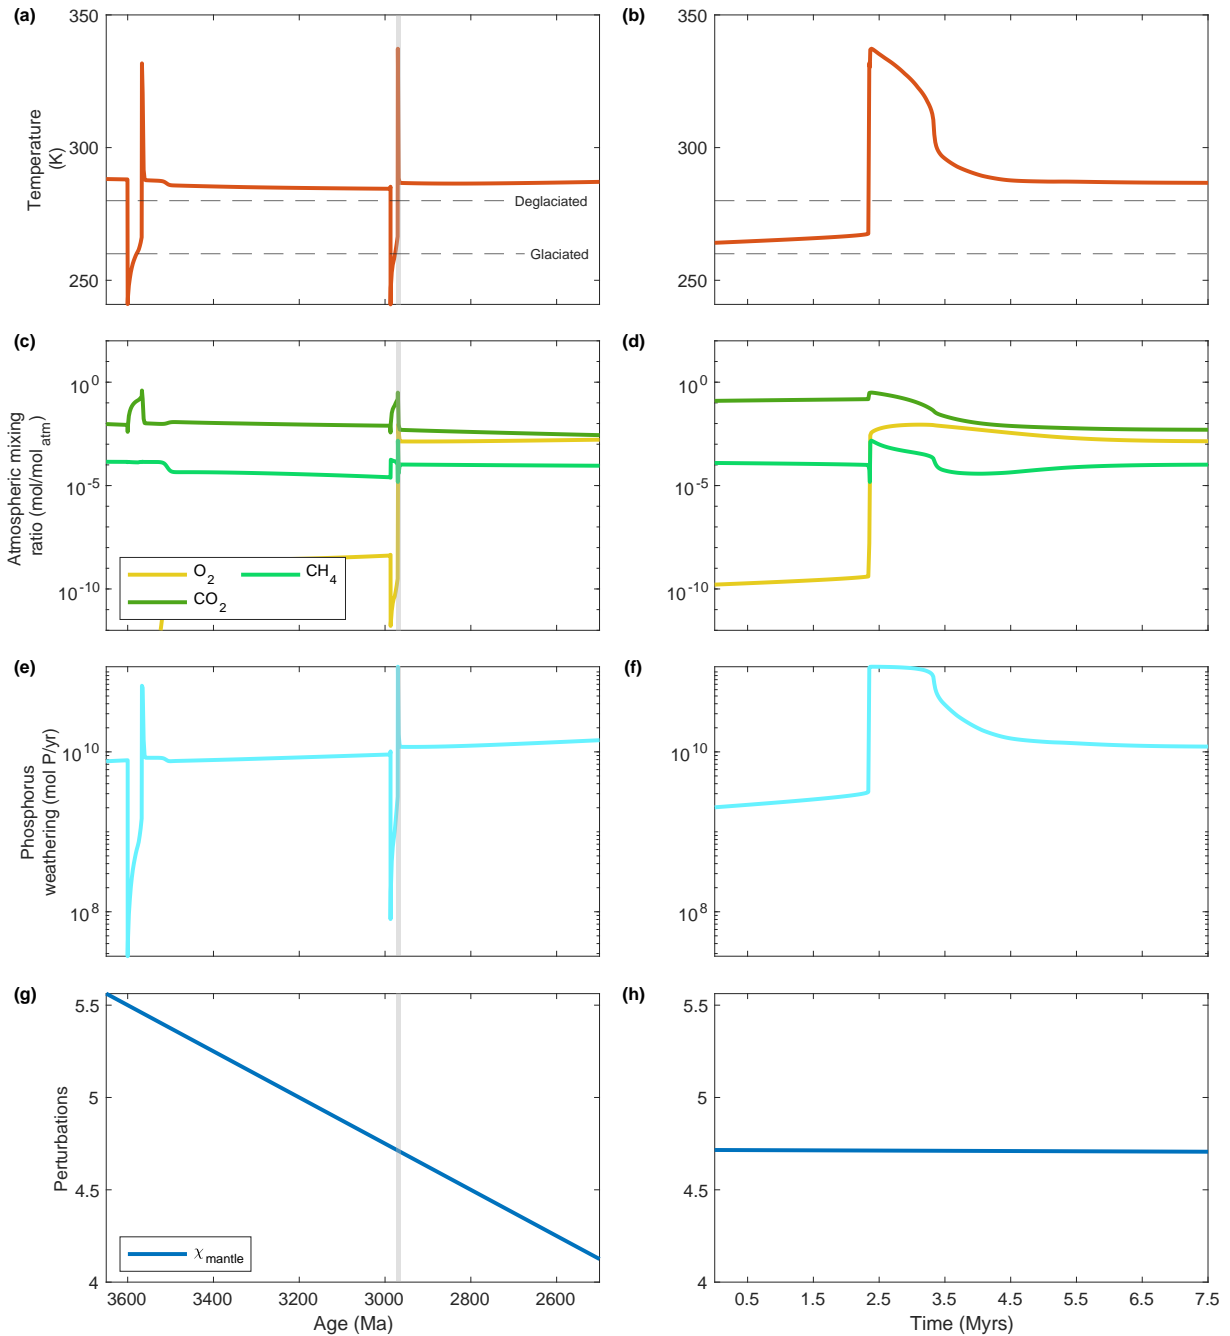 (a)
350
300
250
Temperature
(K)
Deglaciated
Glaciated
(b)
350
300
250
(c)
10^0
10^-5
10^-10
Atmospheric mixing
ratio (mol/mol_atm)
O_2
CH_4
CO_2
(d)
10^0
10^-5
10^-10
(e)
10^10
10^8
Phosphorus
weathering (mol P/yr)
(f)
10^10
10^8
(g)
5.5
5
4.5
4
Perturbations
χ_mantle
3600 3400 3200 3000 2800 2600
Age (Ma)
(h)
5.5
5
4.5
4
0.5 1.5 2.5 3.5 4.5 5.5 6.5 7.5
Time (Myrs)